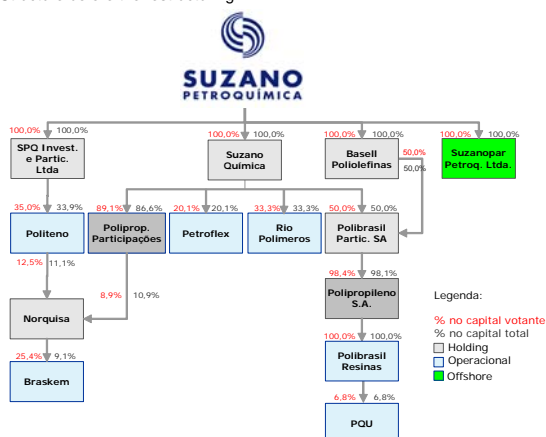 SUZANO
PETROQUÍMICA
100,0% 100,0%
100,0% 100,0%
100,0% 100,0%
100,0% 100,0%
SPQ Invest.
e Partic.
Ltda
Suzano
Química
Basell
Poliolefinas
50,0%
50,0%
Suzanopar
Petroq. Ltda.
35,0% 33,9%
89,1% 86,6%
20,1% 20,1%
33,3% 33,3%
50,0% 50,0%
Politeno
Poliprop.
Participações
Petroflex
Rio
Polimeros
Polibrasil
Partic. SA
12,5% 11,1%
8,9% 10,9%
98,4% 98,1%
Norquisa
Polipropileno
S.A.
25,4% 9,1%
100,0% 100,0%
Braskem
Polibrasil
Resinas
6,8% 6,8%
PQU
Legenda:
% no capital votante
% no capital total
Holding
Operacional
Offshore